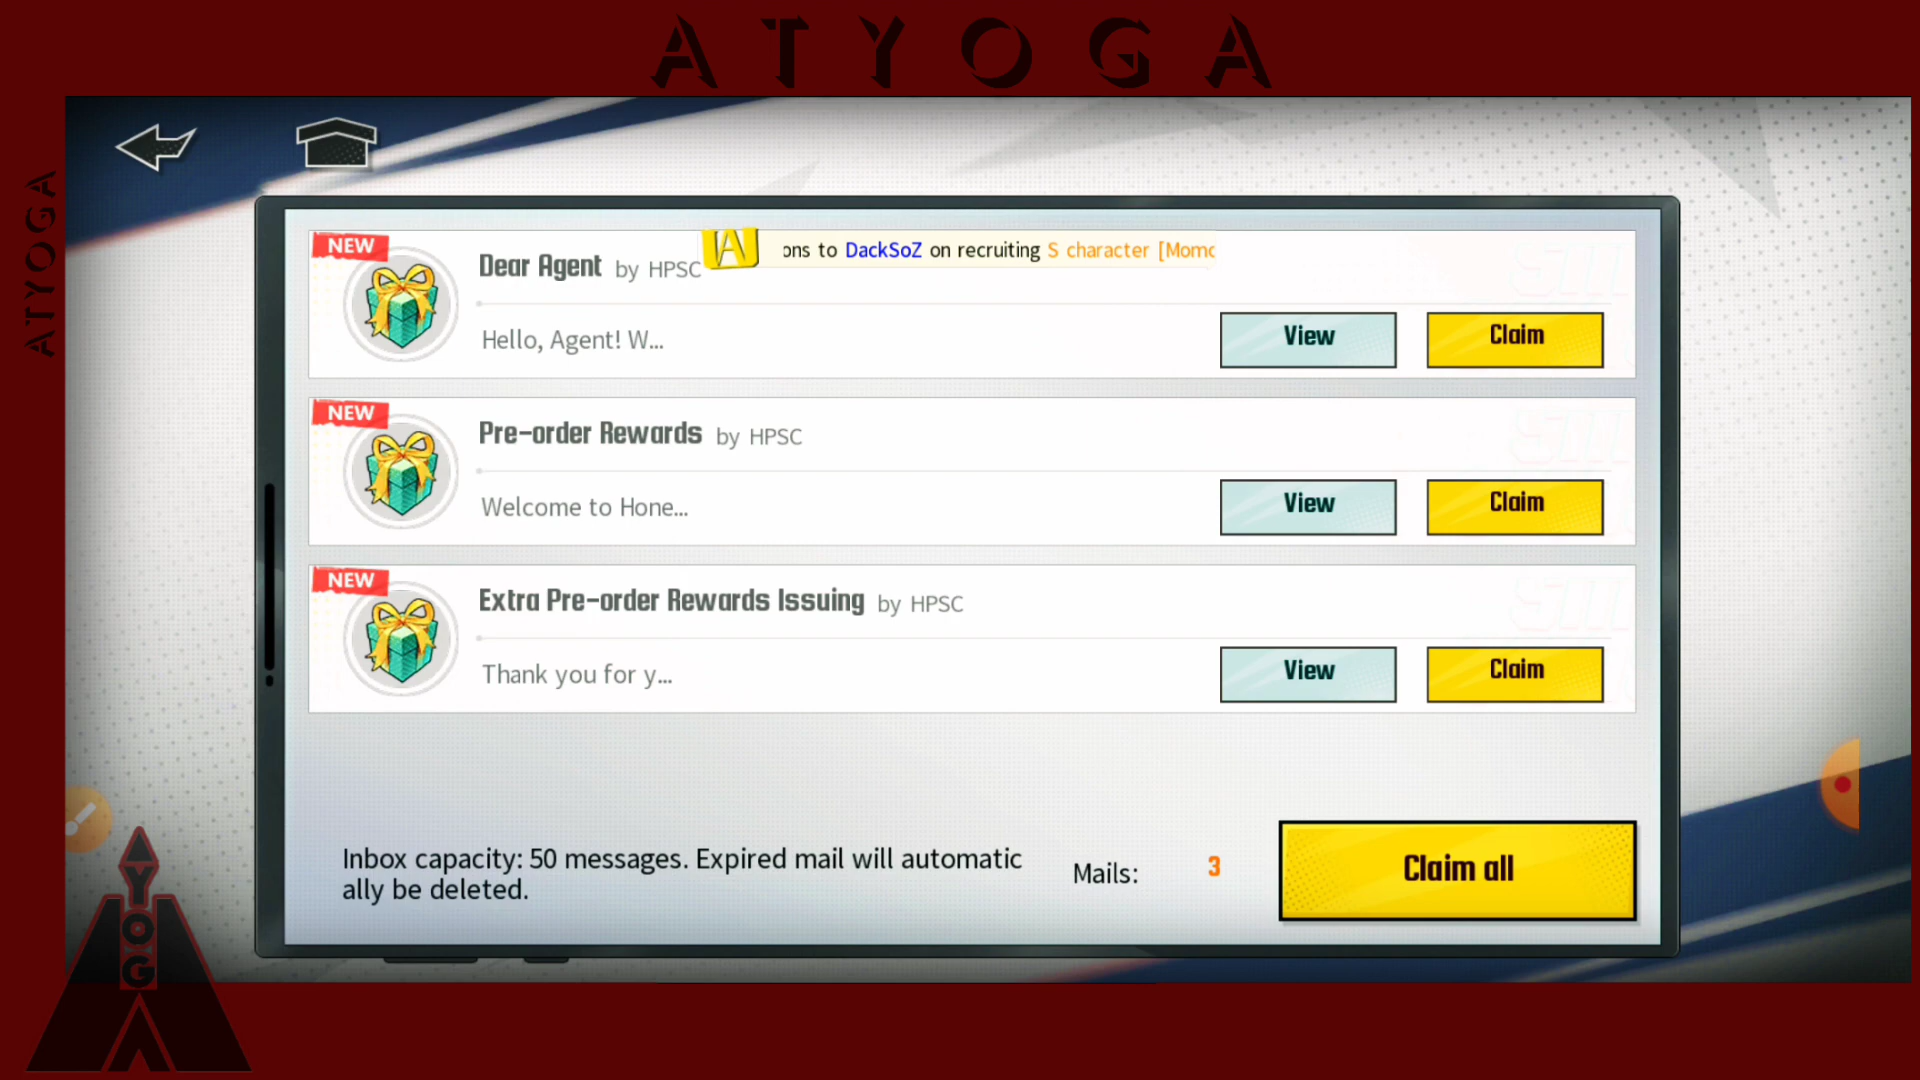 ATYOGA
ATYOGA
NEW
Dear Agent by HPSC
A ons to DackSoZ on recruiting S character [Momo
Hello, Agent! W...
View
Claim
NEW
Pre-order Rewards by HPSC
Welcome to Hone...
View
Claim
NEW
Extra Pre-order Rewards Issuing by HPSC
Thank you for y...
View
Claim
Inbox capacity: 50 messages. Expired mail will automatic
ally be deleted.
Mails: 3
Claim all
AYOGA